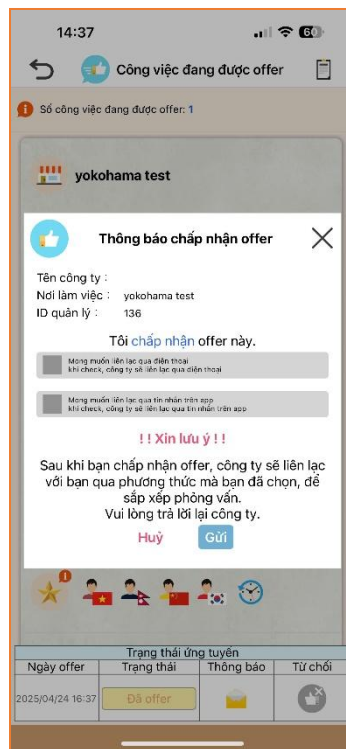 14:37
60
Công việc đang được offer
Số công việc đang được offer: 1
yokohama test
Thông báo chấp nhận offer
Tên công ty :
Nơi làm việc : yokohama test
ID quản lý : 136
Tôi chấp nhận offer này.
Mong muốn liên lạc qua điện thoại
khi check, công ty sẽ liên lạc qua điện thoại
Mong muốn liên lạc qua tin nhắn trên app
khi check, công ty sẽ liên lạc qua tin nhắn trên app
!! Xin lưu ý !!
Sau khi bạn chấp nhận offer, công ty sẽ liên lạc
với bạn qua phương thức mà bạn đã chọn, để
sắp xếp phỏng vấn.
Vui lòng trả lời lại công ty.
Huỷ Gửi
Trạng thái ứng tuyển
Ngày offer Trạng thái Thông báo Từ chối
2025/04/24 16:37 Đã offer